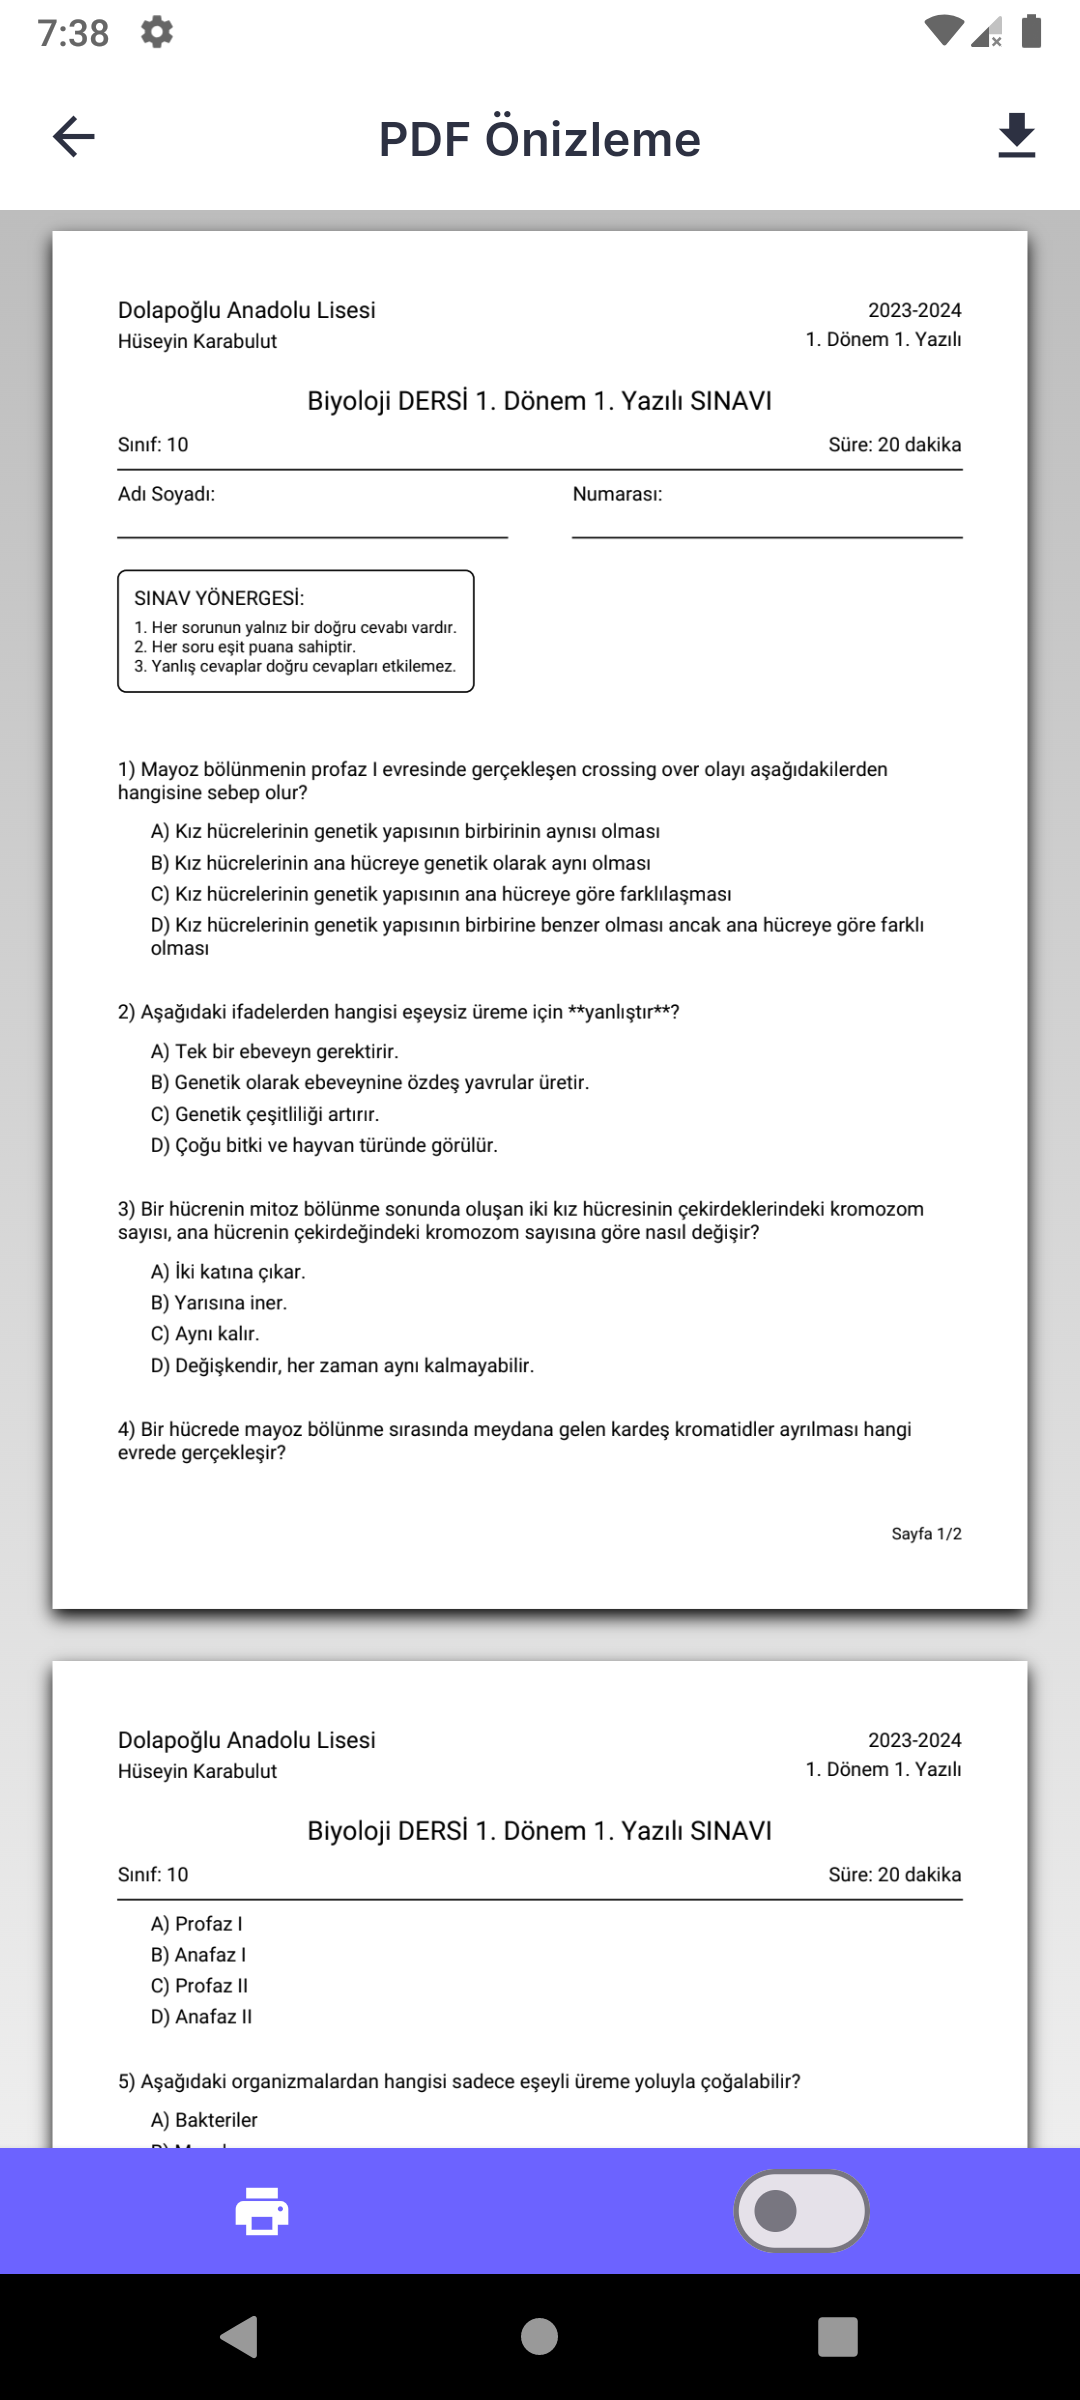 7:38
PDF Önizleme
Dolapoğlu Anadolu Lisesi
2023-2024
Hüseyin Karabulut
1. Dönem 1. Yazılı
Biyoloji DERSİ 1. Dönem 1. Yazılı SINAVI
Sınıf: 10
Süre: 20 dakika
Adı Soyadı:
Numarası:
SINAV YÖNERGESİ:
1. Her sorunun yalnız bir doğru cevabı vardır.
2. Her soru eşit puana sahiptir.
3. Yanlış cevaplar doğru cevapları etkilemez.
1) Mayoz bölünmenin profaz I evresinde gerçekleşen crossing over olayı aşağıdakilerden
hangisine sebep olur?
A) Kız hücrelerinin genetik yapısının birbirinin aynısı olması
B) Kız hücrelerinin ana hücreye genetik olarak aynı olması
C) Kız hücrelerinin genetik yapısının ana hücreye göre farklılaşması
D) Kız hücrelerinin genetik yapısının birbirine benzer olması ancak ana hücreye göre farklı
olması
2) Aşağıdaki ifadelerden hangisi eşeysiz üreme için **yanlıştır**?
A) Tek bir ebeveyn gerektirir.
B) Genetik olarak ebeveynine özdeş yavrular üretir.
C) Genetik çeşitliliği artırır.
D) Çoğu bitki ve hayvan türünde görülür.
3) Bir hücrenin mitoz bölünme sonunda oluşan iki kız hücresinin çekirdeklerindeki kromozom
sayısı, ana hücrenin çekirdeğindeki kromozom sayısına göre nasıl değişir?
A) İki katına çıkar.
B) Yarısına iner.
C) Aynı kalır.
D) Değişkendir, her zaman aynı kalmayabilir.
4) Bir hücrede mayoz bölünme sırasında meydana gelen kardeş kromatidler ayrılması hangi
evrede gerçekleşir?
Sayfa 1/2
Dolapoğlu Anadolu Lisesi
2023-2024
Hüseyin Karabulut
1. Dönem 1. Yazılı
Biyoloji DERSİ 1. Dönem 1. Yazılı SINAVI
Sınıf: 10
Süre: 20 dakika
A) Profaz I
B) Anafaz I
C) Profaz II
D) Anafaz II
5) Aşağıdaki organizmalardan hangisi sadece eşeyli üreme yoluyla çoğalabilir?
A) Bakteriler